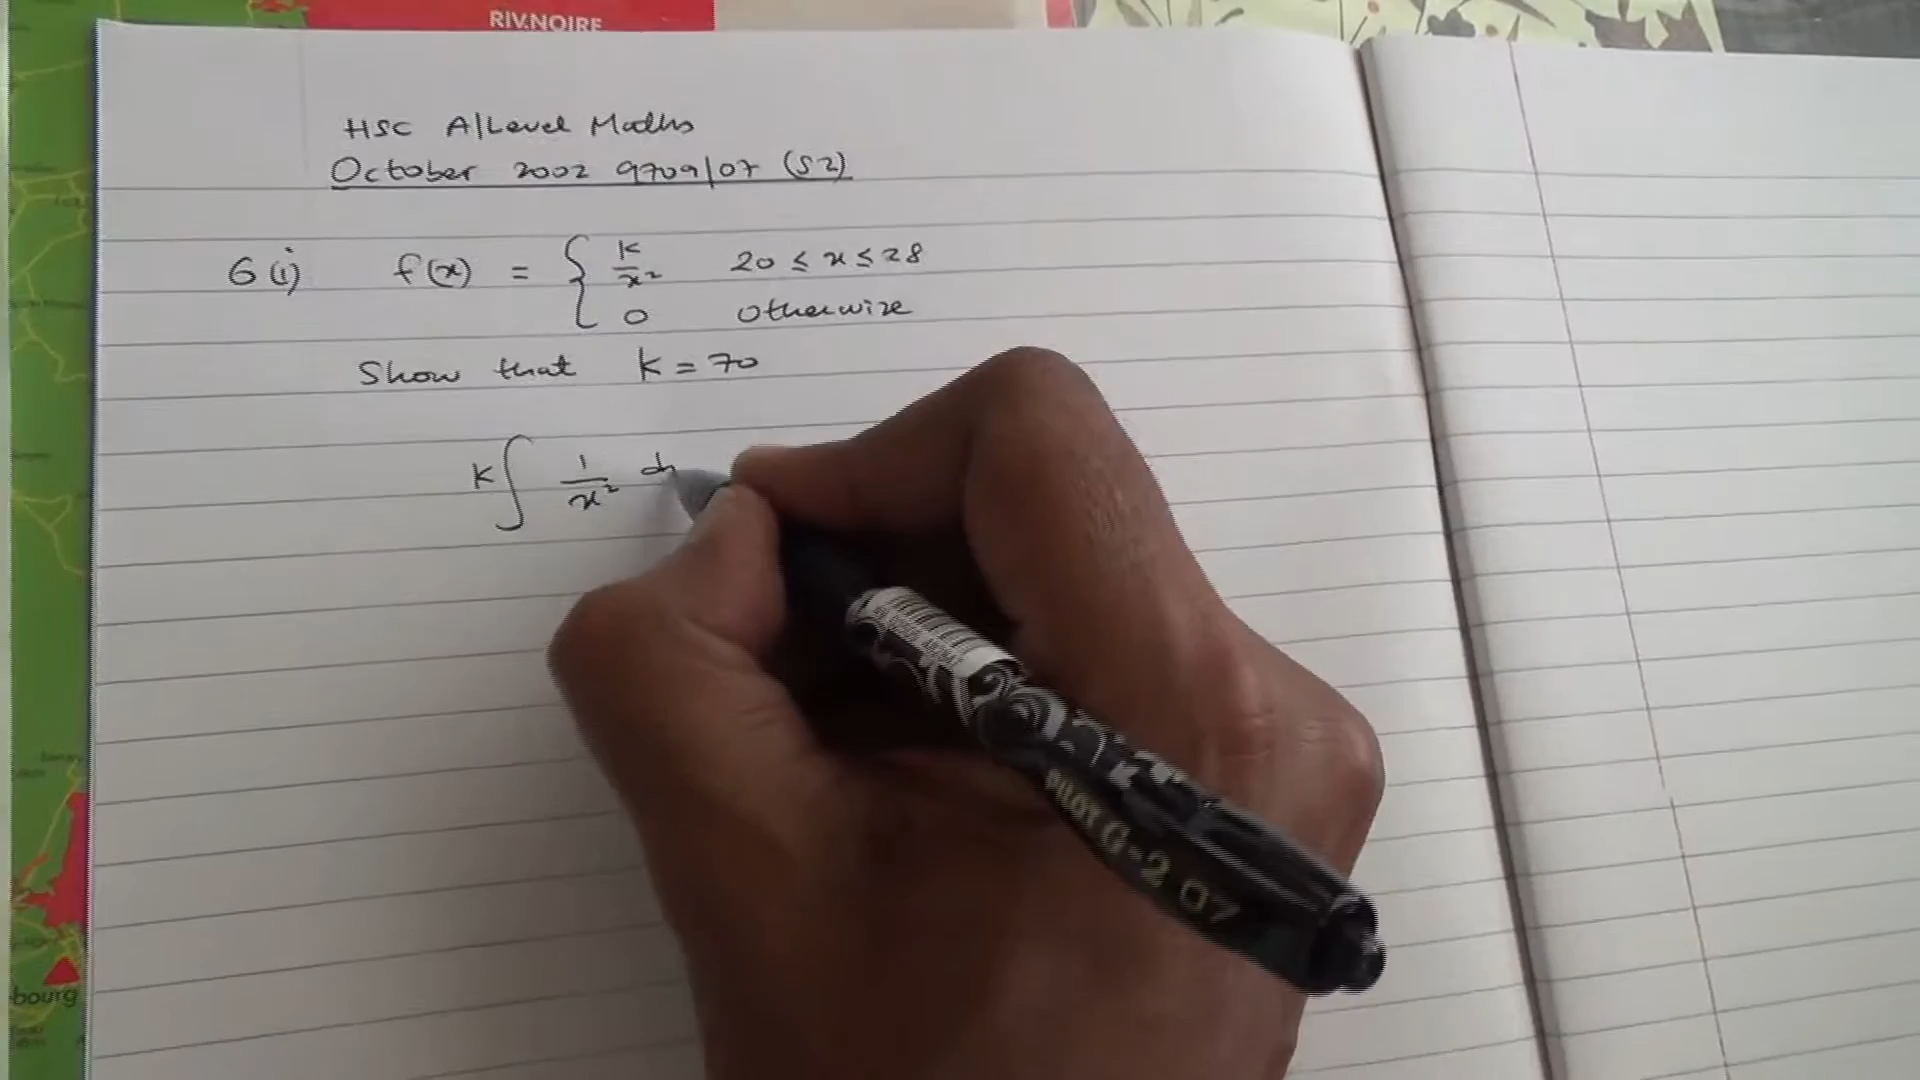 RIV.NOIRE
HSC A/Level Maths
October 2002 9709/07 (S2)
6 (i) f(x) = { k/x² 20 ≤ x ≤ 28
0 otherwise
Show that k = 70
K ∫ 1/x² d
PILOT G-2 07
bourg